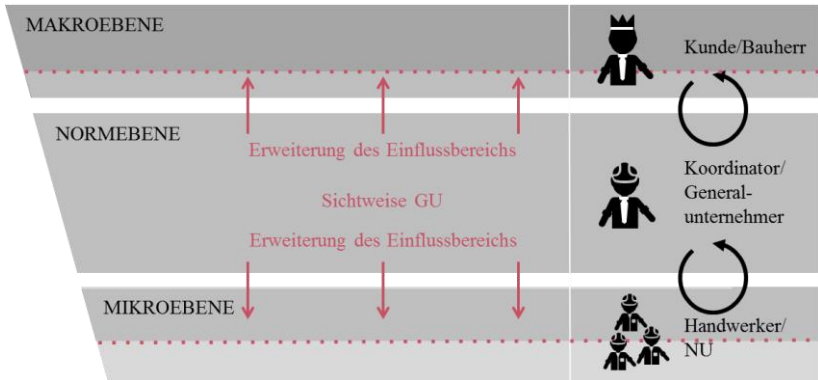 MAKROEBENE
Kunde/Bauherr
NORMEBENE
Erweiterung des Einflussbereichs
Sichtweise GU
Erweiterung des Einflussbereichs
Koordinator/
General-
unternehmer
MIKROEBENE
Handwerker/
NU